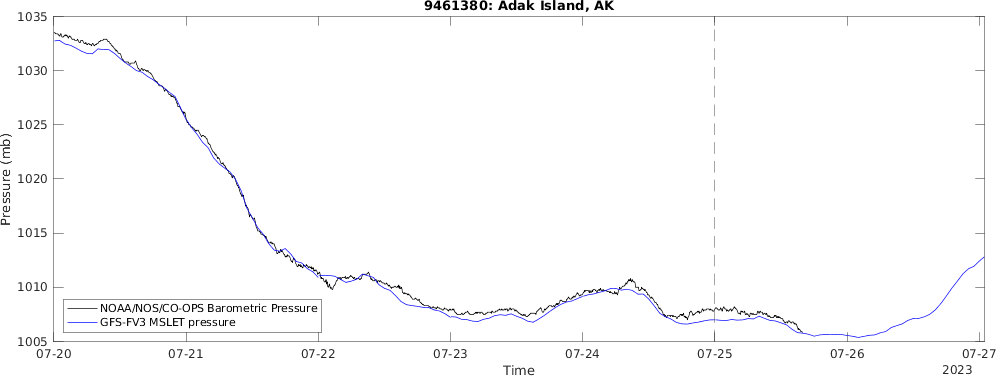 9461380: Adak Island, AK
1035
1030
1025
1020
1015
1010
1005
Pressure (mb)
NOAA/NOS/CO-OPS Barometric Pressure
GFS-FV3 MSLET pressure
07-20 07-21 07-22 07-23 07-24 07-25 07-26 07-27
Time
2023